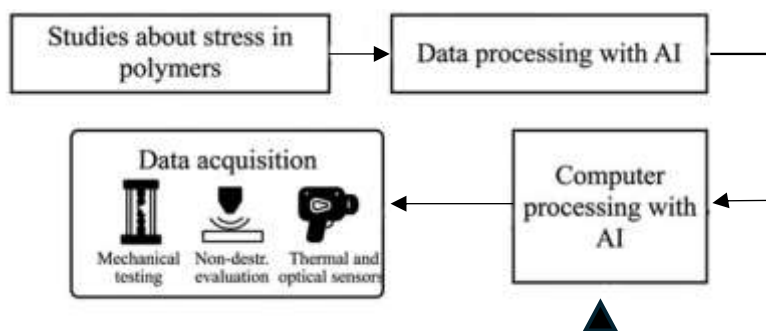 Studies about stress in
polymers
Data processing with AI
Data acquisition
Mechanical
testing
Non-destr.
evaluation
Thermal and
optical sensors
Computer
processing with
AI